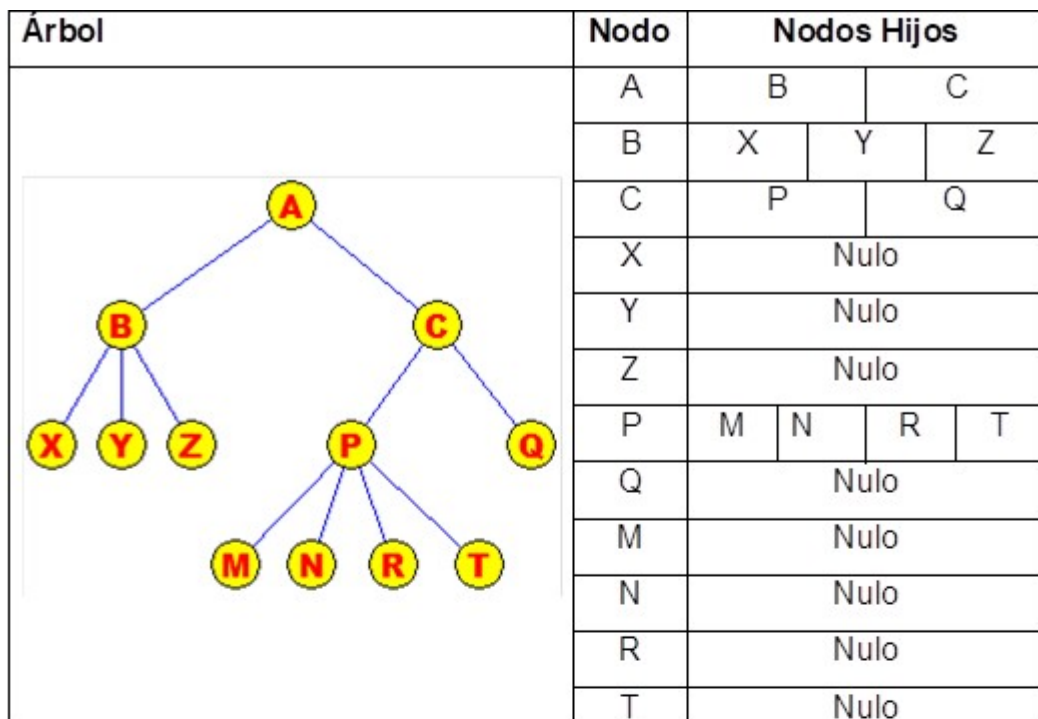 Árbol Nodo Nodos Hijos
A B C
B X Y Z
C P Q
X Nulo
Y Nulo
Z Nulo
P M N R T
Q Nulo
M Nulo
N Nulo
R Nulo
T Nulo
A
B C
X Y Z P Q
M N R T